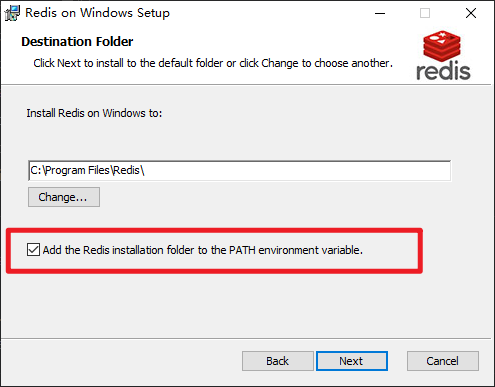 Redis on Windows Setup
Destination Folder
Click Next to install to the default folder or click Change to choose another.
redis
Install Redis on Windows to:
C:\Program Files\Redis\
Change...
Add the Redis installation folder to the PATH environment variable.
Back
Next
Cancel